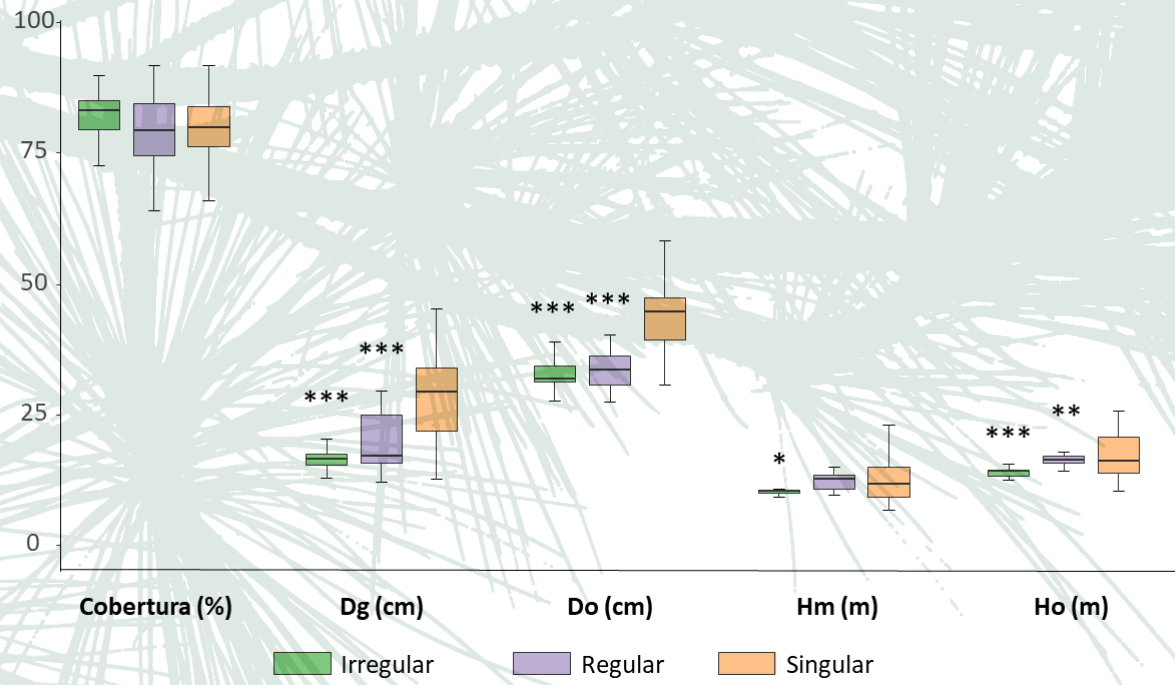 100
75
50
25
0
***
***
***
***
*
***
**
Cobertura (%)
Dg (cm)
Do (cm)
Hm (m)
Ho (m)
Irregular
Regular
Singular